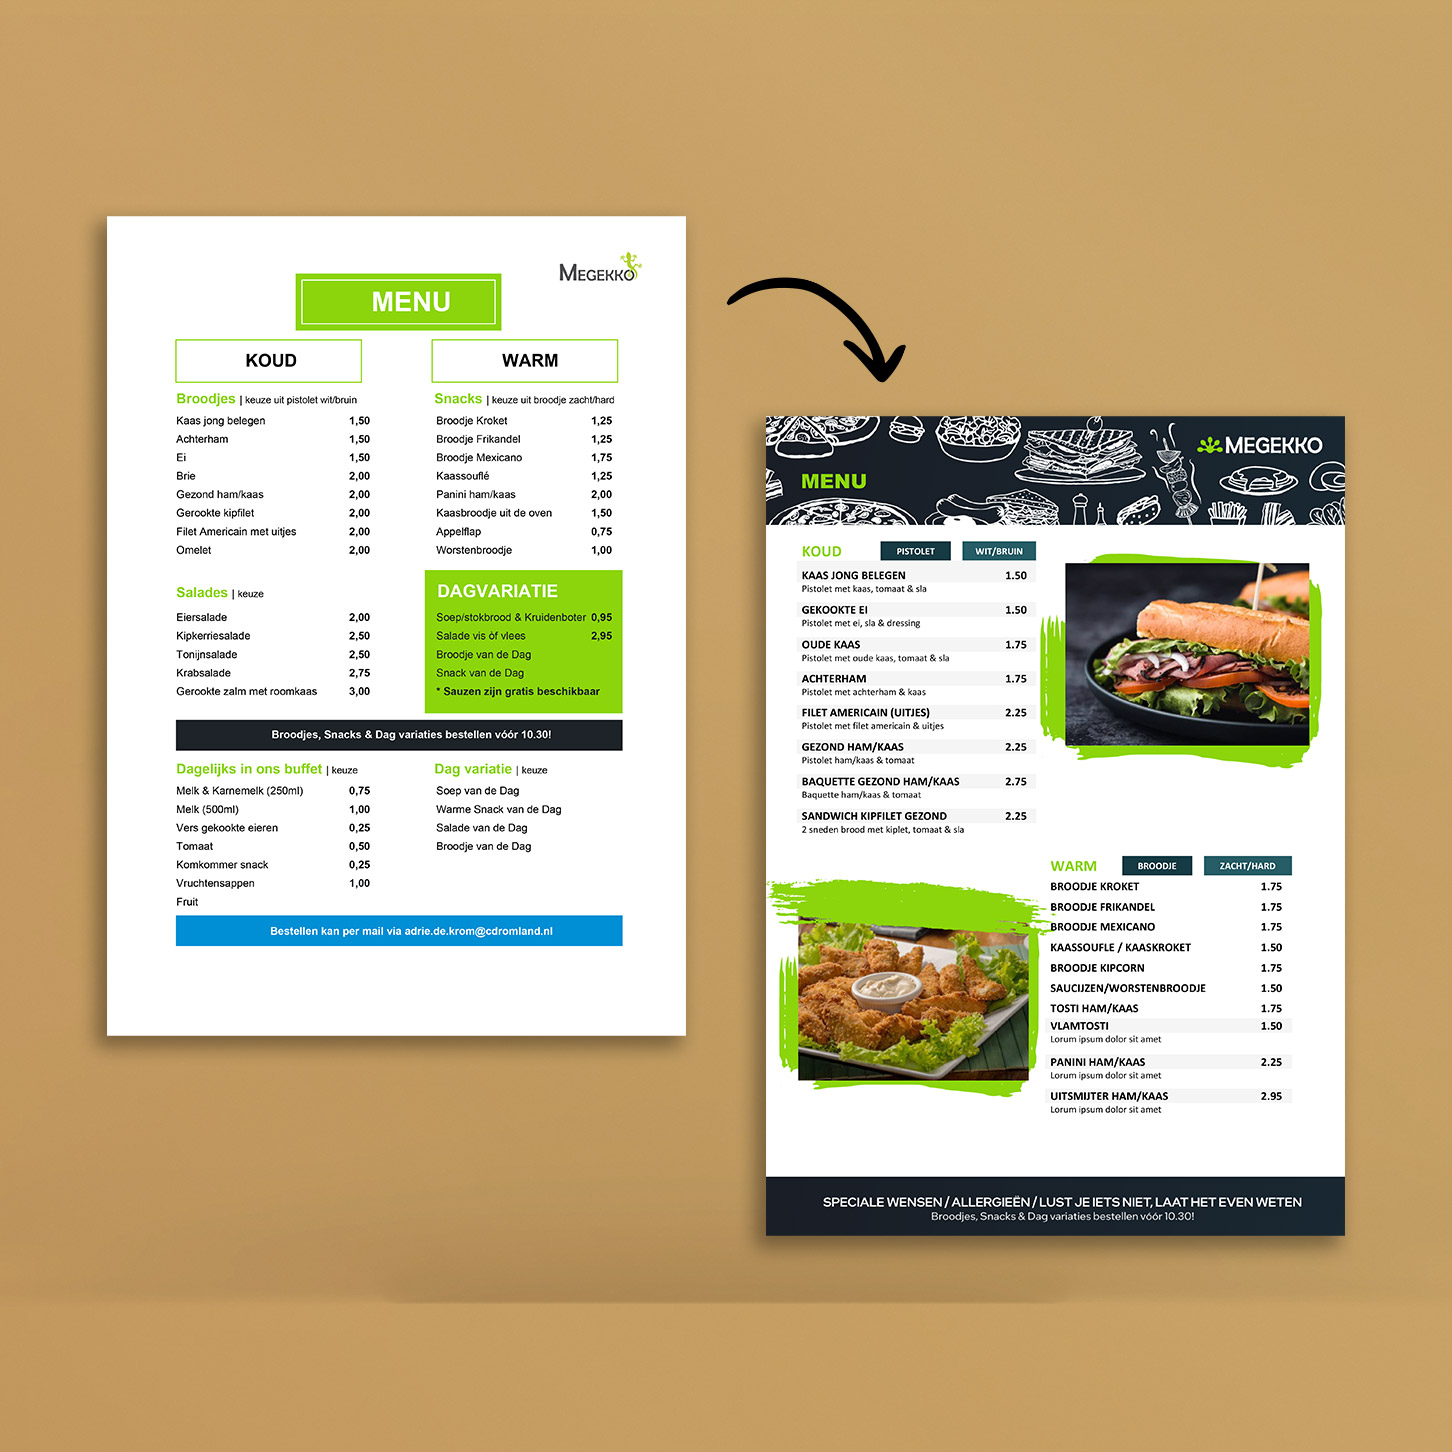 MEGEKKO
MENU
KOUD
Broodjes | keuze uit pistolet wit/bruin
Kaas jong belegen 1,50
Achterham 1,50
Ei 1,50
Brie 2,00
Gezond ham/kaas 2,00
Gerookte kipfilet 2,00
Filet Americain met uitjes 2,00
Omelet 2,00
Salades | keuze
Eiersalade 2,00
Kipkerriesalade 2,50
Tonijnsalade 2,50
Krabsalade 2,75
Gerookte zalm met roomkaas 3,00
WARM
Snacks | keuze uit broodje zacht/hard
Broodje Kroket 1,25
Broodje Frikandel 1,25
Broodje Mexicano 1,75
Kaassouflé 1,25
Panini ham/kaas 2,00
Kaasbroodje uit de oven 1,50
Appelflap 0,75
Worstenbroodje 1,00
DAGVARIATIE
Soep/stokbrood & Kruidenboter 0,95
Salade vis òf vlees 2,95
Broodje van de Dag
Snack van de Dag
* Sauzen zijn gratis beschikbaar
Broodjes, Snacks & Dag variaties bestellen vóór 10.30!
Dagelijks in ons buffet | keuze
Melk & Karnemelk (250ml) 0,75
Melk (500ml) 1,00
Vers gekookte eieren 0,25
Tomaat 0,50
Komkommer snack 0,25
Vruchtensappen 1,00
Fruit
Dag variatie | keuze
Soep van de Dag
Warme Snack van de Dag
Salade van de Dag
Broodje van de Dag
Bestellen kan per mail via adrie.de.krom@cdromland.nl
MEGEKKO
MENU
KOUD PISTOLET WIT/BRUIN
KAAS JONG BELEGEN 1.50
Pistolet met kaas, tomaat & sla
GEKOOKTE EI 1.50
Pistolet met ei, sla & dressing
OUDE KAAS 1.75
Pistolet met oude kaas, tomaat & sla
ACHTERHAM 1.75
Pistolet met achterham & kaas
FILET AMERICAIN (UITJES) 2.25
Pistolet met filet americain & uitjes
GEZOND HAM/KAAS 2.25
Pistolet ham/kaas & tomaat
BAQUETTE GEZOND HAM/KAAS 2.75
Baquette ham/kaas & tomaat
SANDWICH KIPFILET GEZOND 2.25
2 sneden brood met kiplet, tomaat & sla
WARM BROODJE ZACHT/HARD
BROODJE KROKET 1.75
BROODJE FRIKANDEL 1.75
BROODJE MEXICANO 1.75
KAASSOUFLE / KAASKROKET 1.50
BROODJE KIPCORN 1.75
SAUCIJZEN/WORSTENBROODJE 1.50
TOSTI HAM/KAAS 1.75
VLAMTOSTI 1.50
Lorum ipsum dolor sit amet
PANINI HAM/KAAS 2.25
Lorum ipsum dolor sit amet
UITSMIJTER HAM/KAAS 2.95
Lorum ipsum dolor sit amet
SPECIALE WENSEN / ALLERGIEËN / LUST JE IETS NIET, LAAT HET EVEN WETEN
Broodjes, Snacks & Dag variaties bestellen vóór 10.30!